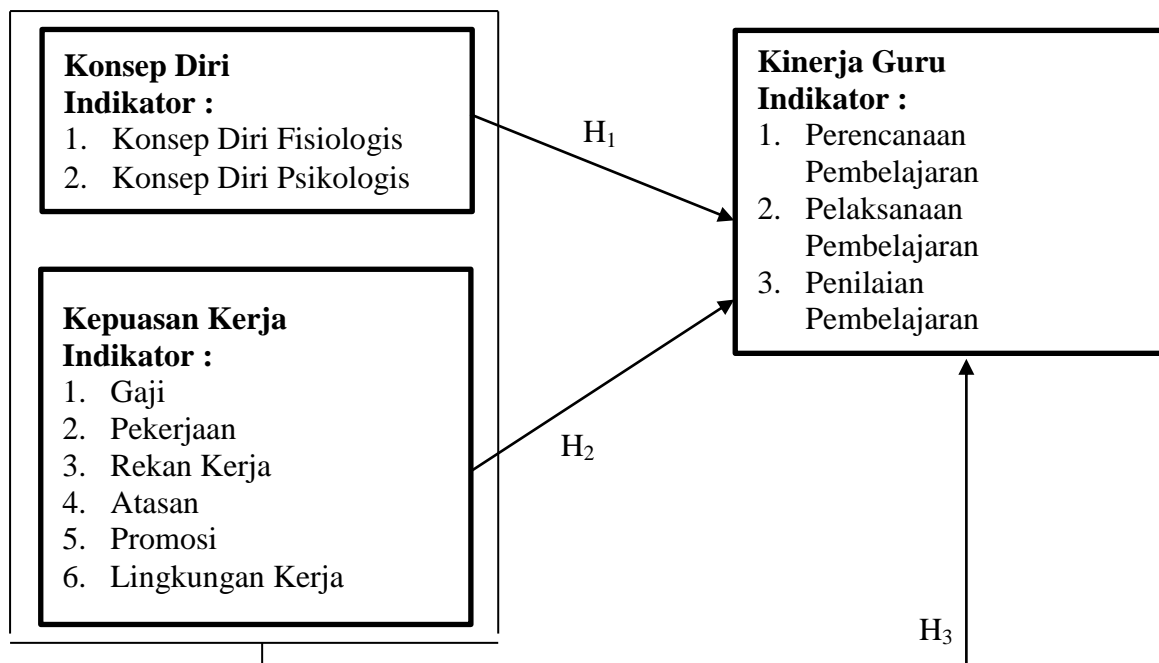 Konsep Diri
Indikator :
1. Konsep Diri Fisiologis
2. Konsep Diri Psikologis
H₁
Kinerja Guru
Indikator :
1. Perencanaan
Pembelajaran
2. Pelaksanaan
Pembelajaran
3. Penilaian
Pembelajaran
Kepuasan Kerja
Indikator :
1. Gaji
2. Pekerjaan
3. Rekan Kerja
4. Atasan
5. Promosi
6. Lingkungan Kerja
H₂
H₃